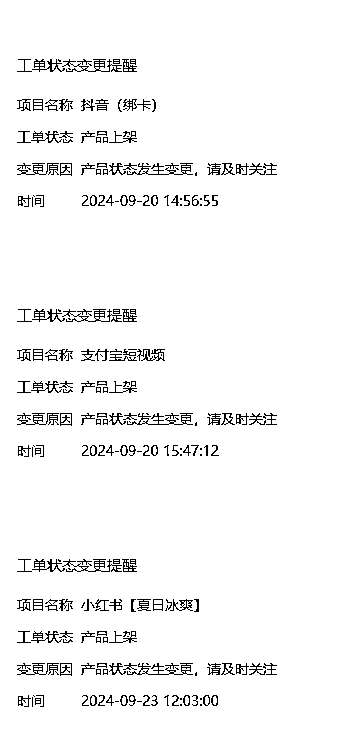 工单状态变更提醒
项目名称 抖音（绑卡）
工单状态 产品上架
变更原因 产品状态发生变更，请及时关注
时间 2024-09-20 14:56:55
工单状态变更提醒
项目名称 支付宝短视频
工单状态 产品上架
变更原因 产品状态发生变更，请及时关注
时间 2024-09-20 15:47:12
工单状态变更提醒
项目名称 小红书【夏日冰爽】
工单状态 产品上架
变更原因 产品状态发生变更，请及时关注
时间 2024-09-23 12:03:00